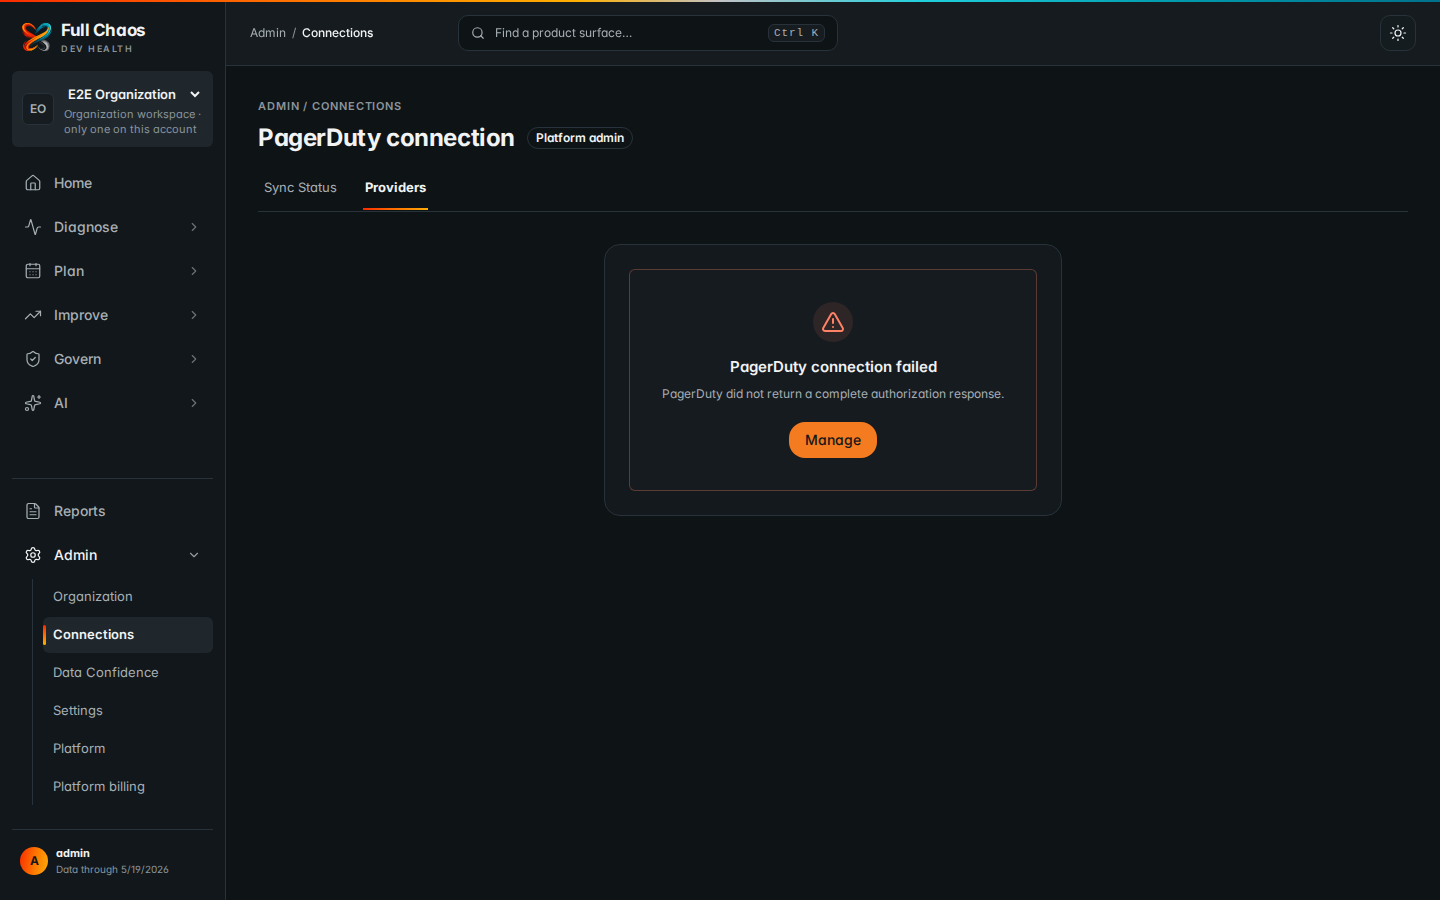 Full Chaos
DEV HEALTH
EO
E2E Organization
Organization workspace ·
only one on this account
Home
Diagnose
Plan
Improve
Govern
AI
Reports
Admin
Organization
Connections
Data Confidence
Settings
Platform
Platform billing
A
admin
Data through 5/19/2026
Admin / Connections
Find a product surface...
Ctrl K
ADMIN / CONNECTIONS
PagerDuty connection
Platform admin
Sync Status
Providers
PagerDuty connection failed
PagerDuty did not return a complete authorization response.
Manage